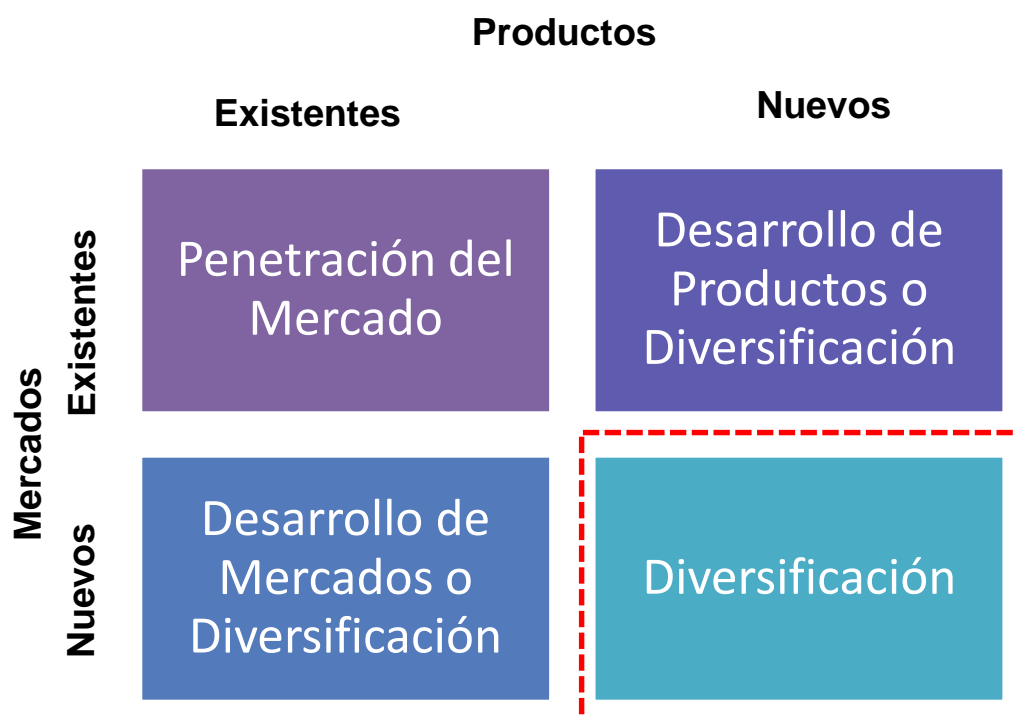 Productos
Existentes
Nuevos
Mercados
Existentes
Nuevos
Penetración del
Mercado
Desarrollo de
Productos o
Diversificación
Desarrollo de
Mercados o
Diversificación
Diversificación